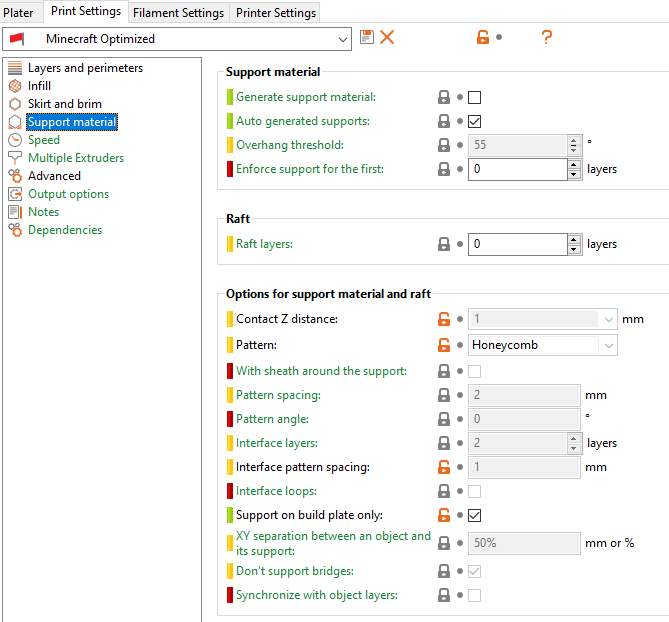 Plater Print Settings Filament Settings Printer Settings
Minecraft Optimized
?
Layers and perimeters
Infill
Skirt and brim
Support material
Speed
Multiple Extruders
Advanced
Output options
Notes
Dependencies
Support material
Generate support material:
Auto generated supports:
Overhang threshold: 55 °
Enforce support for the first: 0 layers
Raft
Raft layers: 0 layers
Options for support material and raft
Contact Z distance: 1 mm
Pattern: Honeycomb
With sheath around the support:
Pattern spacing: 2 mm
Pattern angle: 0 °
Interface layers: 2 layers
Interface pattern spacing: 1 mm
Interface loops:
Support on build plate only:
XY separation between an object and
its support: 50% mm or %
Don't support bridges:
Synchronize with object layers: